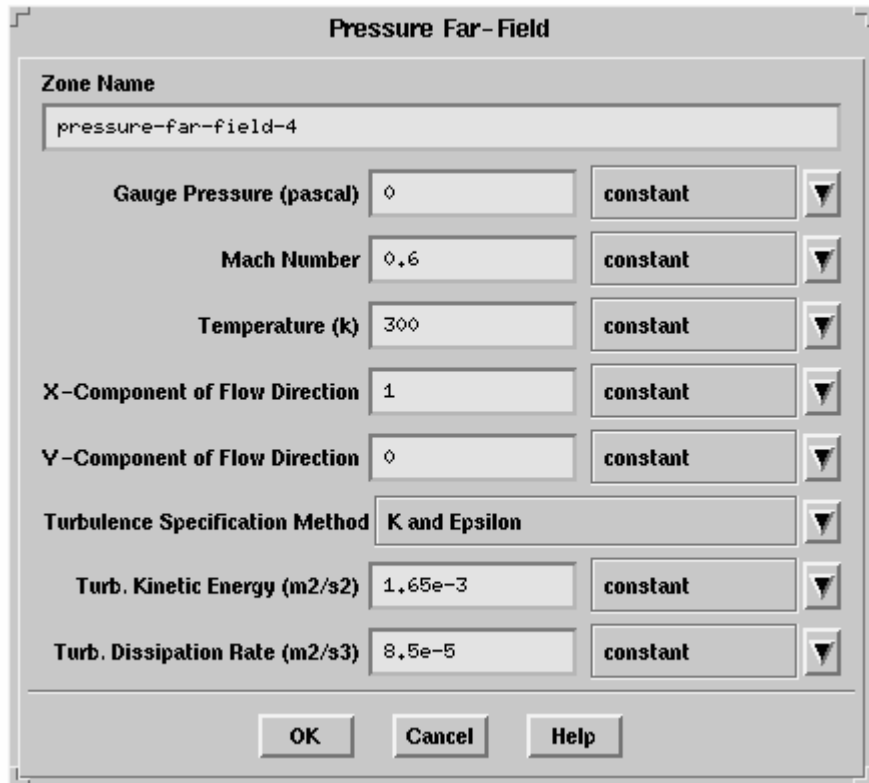 Pressure Far-Field
Zone Name
pressure-far-field-4
Gauge Pressure (pascal) 0 constant
Mach Number 0.6 constant
Temperature (k) 300 constant
X-Component of Flow Direction 1 constant
Y-Component of Flow Direction 0 constant
Turbulence Specification Method K and Epsilon
Turb. Kinetic Energy (m2/s2) 1.65e-3 constant
Turb. Dissipation Rate (m2/s3) 8.5e-5 constant
OK Cancel Help